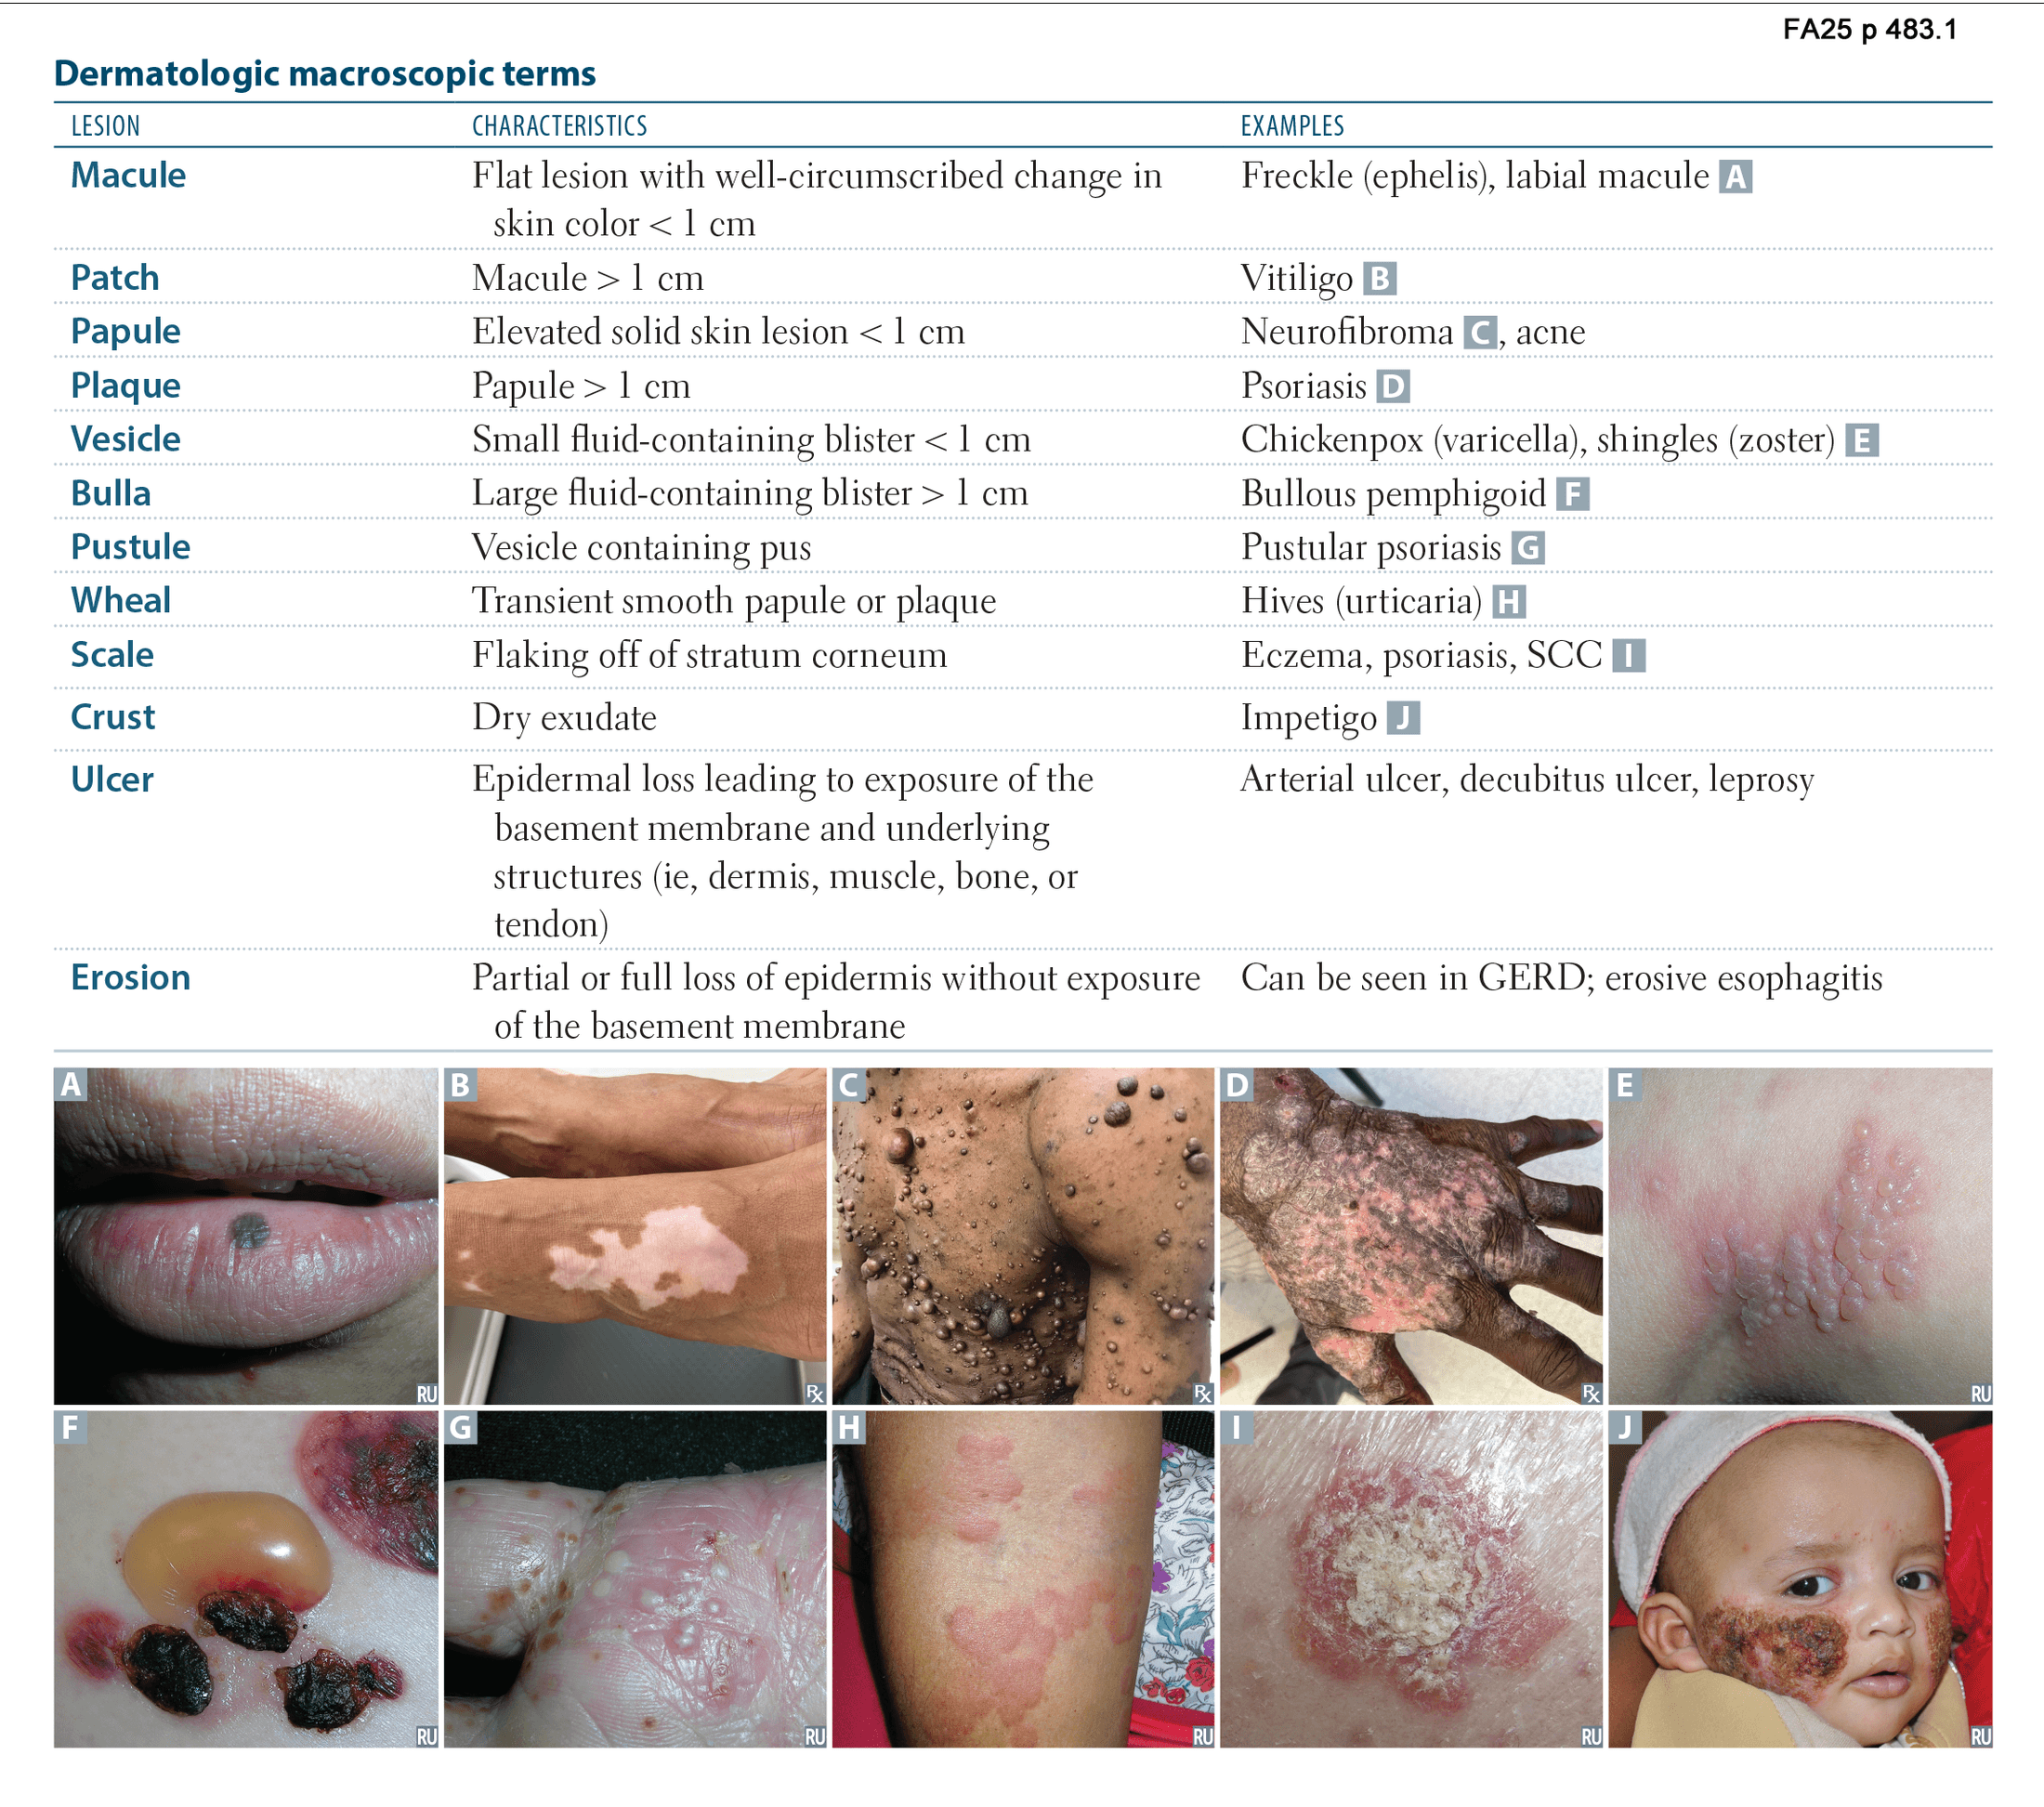 FA25 p 483.1
Dermatologic macroscopic terms
LESION CHARACTERISTICS EXAMPLES
Macule Flat lesion with well-circumscribed change in Freckle (ephelis), labial macule A
skin color < 1 cm
Patch Macule > 1 cm Vitiligo B
Papule Elevated solid skin lesion < 1 cm Neurofibroma C, acne
Plaque Papule > 1 cm Psoriasis D
Vesicle Small fluid-containing blister < 1 cm Chickenpox (varicella), shingles (zoster) E
Bulla Large fluid-containing blister > 1 cm Bullous pemphigoid F
Pustule Vesicle containing pus Pustular psoriasis G
Wheal Transient smooth papule or plaque Hives (urticaria) H
Scale Flaking off of stratum corneum Eczema, psoriasis, SCC I
Crust Dry exudate Impetigo J
Ulcer Epidermal loss leading to exposure of the Arterial ulcer, decubitus ulcer, leprosy
basement membrane and underlying
structures (ie, dermis, muscle, bone, or
tendon)
Erosion Partial or full loss of epidermis without exposure Can be seen in GERD; erosive esophagitis
of the basement membrane
A B C D E
RU ℞ ℞ ℞ RU
F G H I J
RU RU RU RU RU